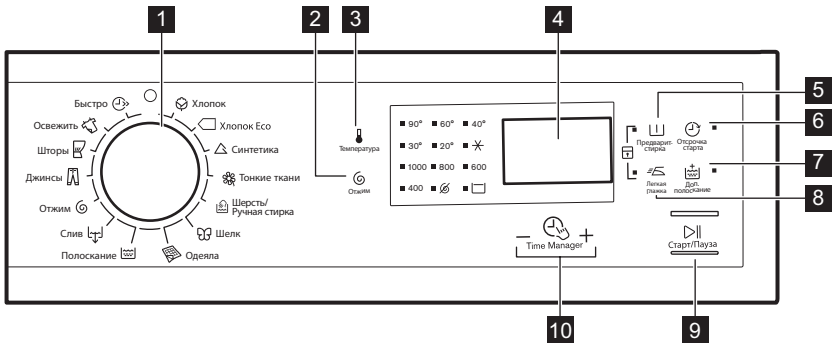 1
2
3
4
5
6
7
8
9
10
Быстро
Освежить
Шторы
Джинсы
Отжим
Слив
Полоскание
Хлопок
Хлопок Eco
Синтетика
Тонкие ткани
Шерсть/
Ручная стирка
Шелк
Одеяла
Температура
Отжим
90° 60° 40°
30° 20°
1000 800 600
400
Предварит.
стирка
Отсрочка
старта
Легкая
глажка
Доп.
полоскание
– +
Time Manager
Старт/Пауза